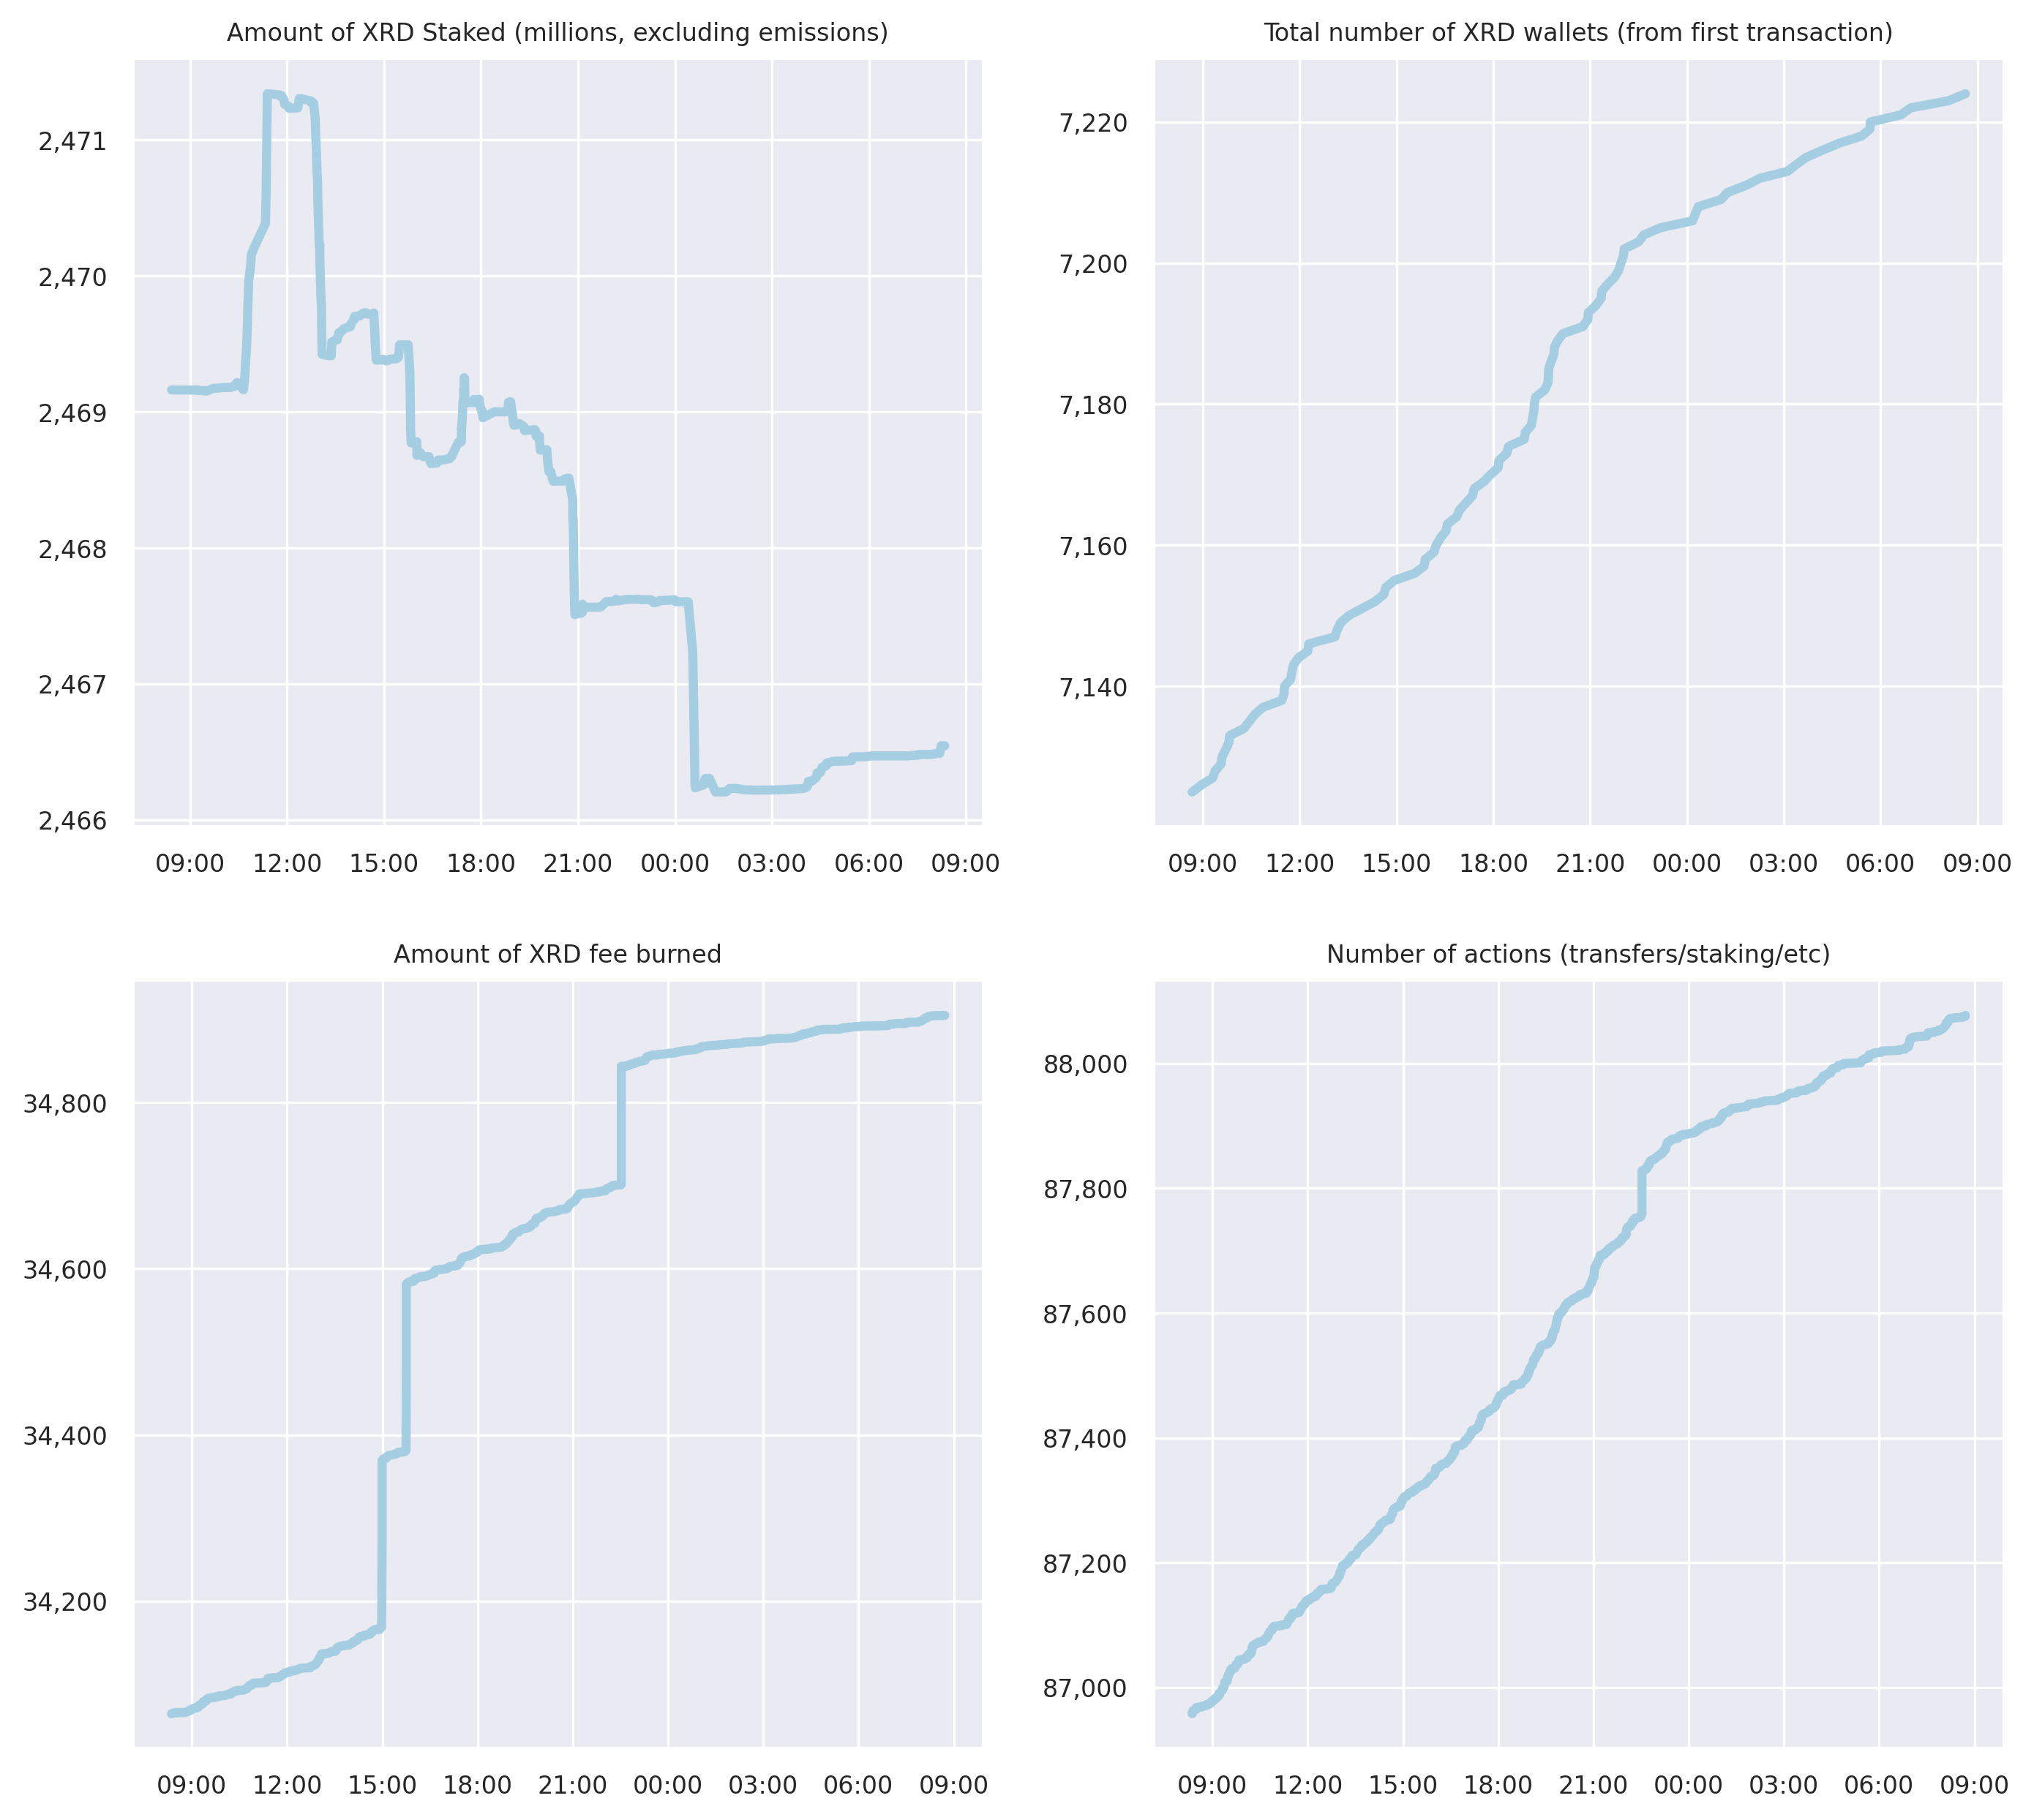 Amount of XRD Staked (millions, excluding emissions)
2,471
2,470
2,469
2,468
2,467
2,466
09:00 12:00 15:00 18:00 21:00 00:00 03:00 06:00 09:00
Total number of XRD wallets (from first transaction)
7,220
7,200
7,180
7,160
7,140
09:00 12:00 15:00 18:00 21:00 00:00 03:00 06:00 09:00
Amount of XRD fee burned
34,800
34,600
34,400
34,200
09:00 12:00 15:00 18:00 21:00 00:00 03:00 06:00 09:00
Number of actions (transfers/staking/etc)
88,000
87,800
87,600
87,400
87,200
87,000
09:00 12:00 15:00 18:00 21:00 00:00 03:00 06:00 09:00